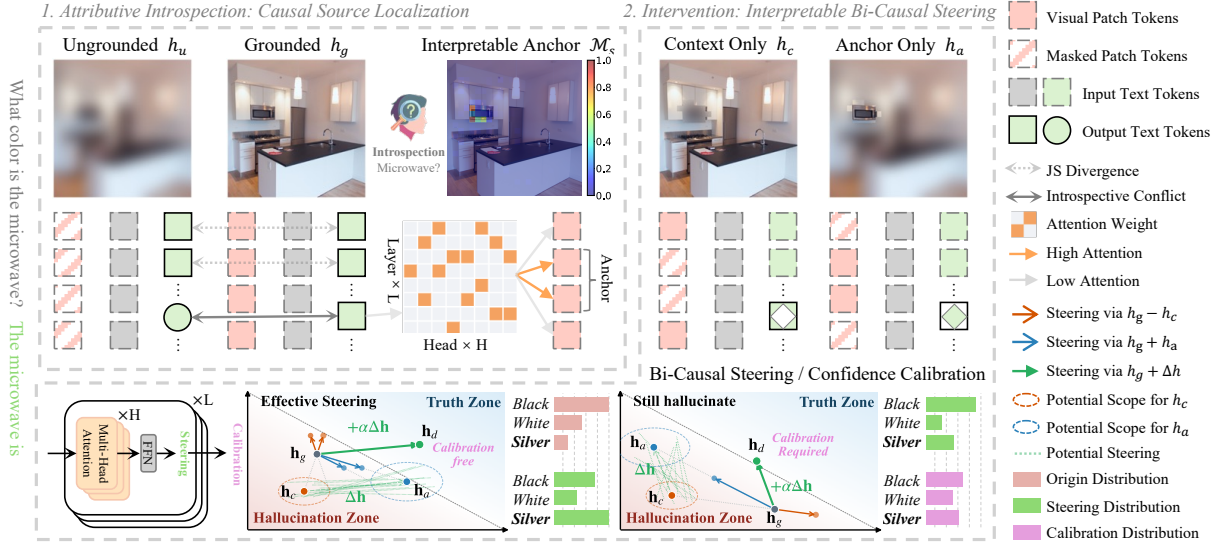 1. Attributive Introspection: Causal Source Localization
2. Intervention: Interpretable Bi-Causal Steering
Ungrounded h_u
Grounded h_g
Interpretable Anchor M_s
Context Only h_c
Anchor Only h_a
What color is the microwave? The microwave is
Introspection
Microwave?
1.0
0.8
0.6
0.4
0.2
0.0
Layer × L
Head × H
Anchor
Visual Patch Tokens
Masked Patch Tokens
Input Text Tokens
Output Text Tokens
JS Divergence
Introspective Conflict
Attention Weight
High Attention
Low Attention
Steering via h_g − h_c
Steering via h_g + h_a
Steering via h_g + Δh
Potential Scope for h_c
Potential Scope for h_a
Potential Steering
Origin Distribution
Steering Distribution
Calibration Distribution
Bi-Causal Steering / Confidence Calibration
×H
×L
Multi-Head
Attention
FFN
Steering
Calibration
Effective Steering
Truth Zone
+αΔh
h_d
h_g
Calibration
free
h_c
Δh
h_a
Hallucination Zone
Black
White
Silver
Black
White
Silver
Still hallucinate
Truth Zone
h_a
h_d
Calibration
Required
Δh
+αΔh
h_c
h_g
Hallucination Zone
Black
White
Silver
Black
White
Silver